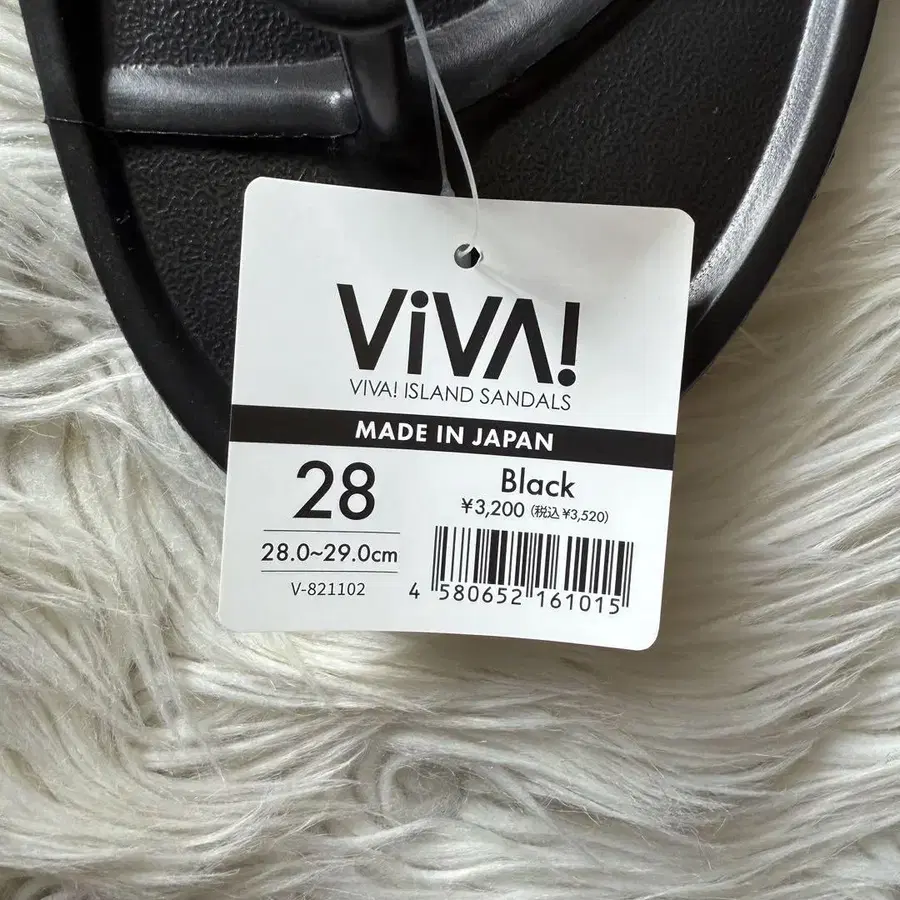 ViVA!
VIVA! ISLAND SANDALS
MADE IN JAPAN
28
28.0~29.0cm
V-821102
Black
¥3,200 (税込 ¥3,520)
4 580652 161015